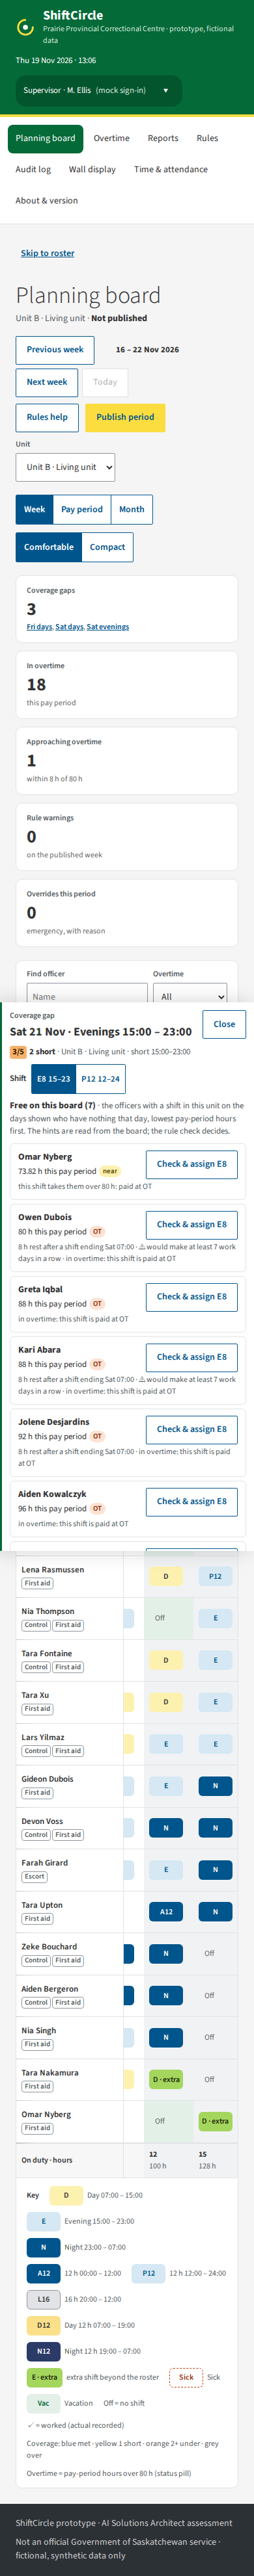 ShiftCircle
Prairie Provincial Correctional Centre · prototype, fictional
data
Thu 19 Nov 2026 · 13:06
Supervisor · M. Ellis (mock sign-in)
Planning board Overtime Reports Rules
Audit log Wall display Time & attendance
About & version
Skip to roster
Planning board
Unit B · Living unit · Not published
Previous week 16 – 22 Nov 2026
Next week Today
Rules help Publish period
Unit
Unit B · Living unit
Week Pay period Month
Comfortable Compact
Coverage gaps
3
Fri days, Sat days, Sat evenings
In overtime
18
this pay period
Approaching overtime
1
within 8 h of 80 h
Rule warnings
0
on the published week
Overrides this period
0
emergency, with reason
Find officer Overtime
Name All
Coverage gap
Sat 21 Nov · Evenings 15:00 – 23:00
Close
3/5 2 short · Unit B · Living unit · short 15:00–23:00
Shift E8 15–23 P12 12–24
Free on this board (7) · the officers with a shift in this unit on the
days shown who have nothing that day, lowest pay-period hours
first. The hints are read from the board; the rule check decides.
Omar Nyberg
73.82 h this pay period near
this shift takes them over 80 h: paid at OT
Check & assign E8
Owen Dubois
80 h this pay period OT
8 h rest after a shift ending Sat 07:00 · ⚠ would make at least 7 work
days in a row · in overtime: this shift is paid at OT
Check & assign E8
Greta Iqbal
88 h this pay period OT
in overtime: this shift is paid at OT
Check & assign E8
Kari Abara
88 h this pay period OT
8 h rest after a shift ending Sat 07:00 · ⚠ would make at least 7 work
days in a row · in overtime: this shift is paid at OT
Check & assign E8
Jolene Desjardins
92 h this pay period OT
8 h rest after a shift ending Sat 07:00 · in overtime: this shift is paid
at OT
Check & assign E8
Aiden Kowalczyk
96 h this pay period OT
in overtime: this shift is paid at OT
Check & assign E8
Lena Rasmussen D P12
First aid
Nia Thompson Off E
Control First aid
Tara Fontaine D E
Control First aid
Tara Xu D E
First aid
Lars Yilmaz E E
Control First aid
Gideon Dubois E N
First aid
Devon Voss N N
Control First aid
Farah Girard E N
Escort
Tara Upton A12 N
First aid
Zeke Bouchard N Off
Control First aid
Aiden Bergeron N Off
Control First aid
Nia Singh N Off
First aid
Tara Nakamura D · extra Off
First aid
Omar Nyberg Off D · extra
First aid
On duty · hours 12 15
100 h 128 h
Key D Day 07:00 – 15:00
E Evening 15:00 – 23:00
N Night 23:00 – 07:00
A12 12 h 00:00 – 12:00 P12 12 h 12:00 – 24:00
L16 16 h 20:00 – 12:00
D12 Day 12 h 07:00 – 19:00
N12 Night 12 h 19:00 – 07:00
E · extra extra shift beyond the roster Sick Sick
Vac Vacation Off = no shift
✓ = worked (actual recorded)
Coverage: blue met · yellow 1 short · orange 2+ under · grey
over
Overtime = pay-period hours over 80 h (status pill)
ShiftCircle prototype · AI Solutions Architect assessment
Not an official Government of Saskatchewan service ·
fictional, synthetic data only